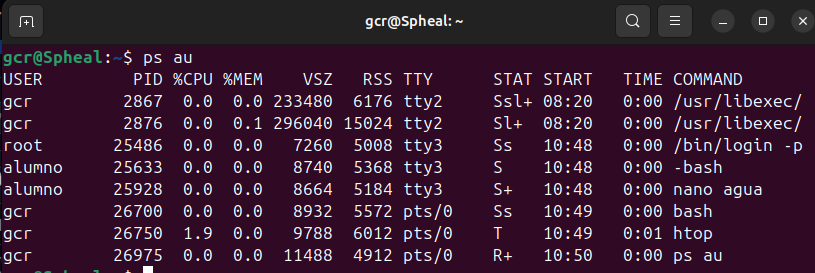 gcr@Spheal: ~
gcr@Spheal:~$ ps au
USER         PID %CPU %MEM    VSZ   RSS TTY      STAT START   TIME COMMAND
gcr         2867  0.0  0.0 233480  6176 tty2     Ssl+ 08:20   0:00 /usr/libexec/
gcr         2876  0.0  0.1 296040 15024 tty2     Sl+  08:20   0:00 /usr/libexec/
root       25486  0.0  0.0   7260  5008 tty3     Ss   10:48   0:00 /bin/login -p
alumno     25633  0.0  0.0   8740  5368 tty3     S    10:48   0:00 -bash
alumno     25928  0.0  0.0   8664  5184 tty3     S+   10:48   0:00 nano agua
gcr        26700  0.0  0.0   8932  5572 pts/0    Ss   10:49   0:00 bash
gcr        26750  1.9  0.0   9788  6012 pts/0    T    10:49   0:01 htop
gcr        26975  0.0  0.0  11488  4912 pts/0    R+   10:50   0:00 ps au
gcr@Spheal:~$